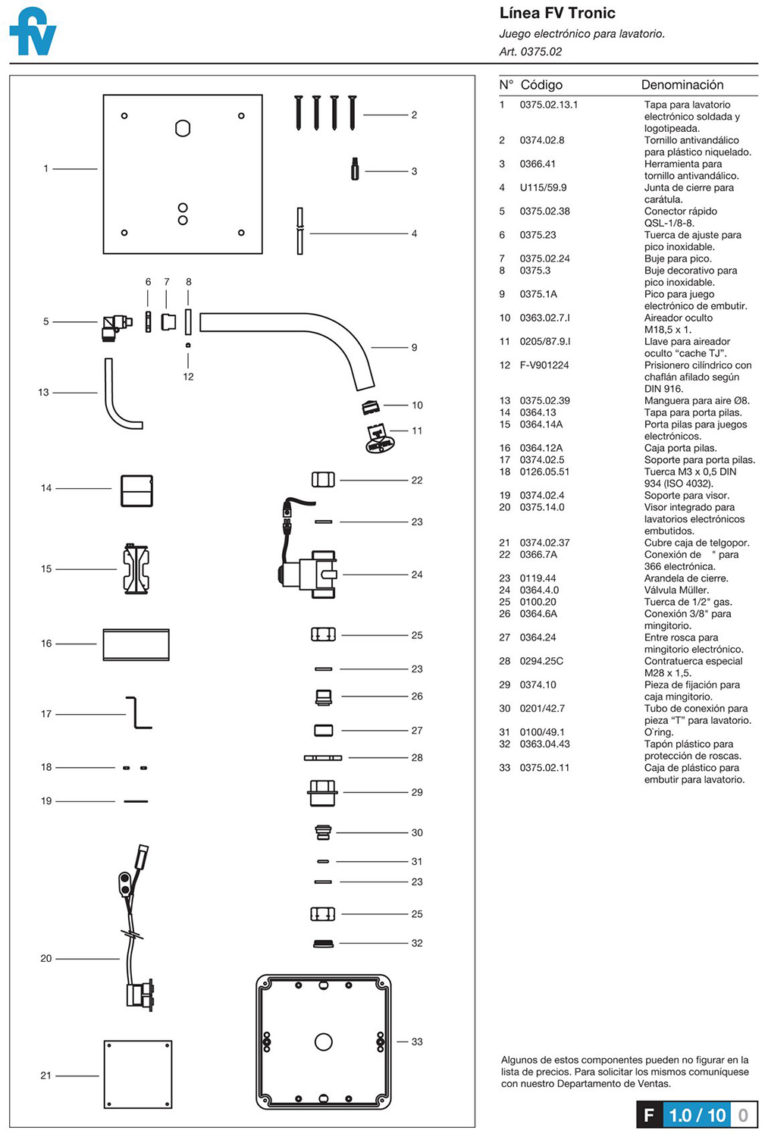 fv
Línea FV Tronic
Juego electrónico para lavatorio.
Art. 0375.02
N° Código Denominación
1 0375.02.13.1 Tapa para lavatorio
electrónico soldada y
logotipeada.
2 0374.02.8 Tornillo antivandálico
para plástico niquelado.
3 0366.41 Herramienta para
tornillo antivandálico.
4 U115/59.9 Junta de cierre para
carátula.
5 0375.02.38 Conector rápido
QSL-1/8-8.
6 0375.23 Tuerca de ajuste para
pico inoxidable.
7 0375.02.24 Buje para pico.
8 0375.3 Buje decorativo para
pico inoxidable.
9 0375.1A Pico para juego
electrónico de embutir.
10 0363.02.7.I Aireador oculto
M18,5 x 1.
11 0205/87.9.I Llave para aireador
oculto “cache TJ”.
12 F-V901224 Prisionero cilíndrico con
chaflán afilado según
DIN 916.
13 0375.02.39 Manguera para aire Ø8.
14 0364.13 Tapa para porta pilas.
15 0364.14A Porta pilas para juegos
electrónicos.
16 0364.12A Caja porta pilas.
17 0374.02.5 Soporte para porta pilas.
18 0126.05.51 Tuerca M3 x 0,5 DIN
934 (ISO 4032).
19 0374.02.4 Soporte para visor.
20 0375.14.0 Visor integrado para
lavatorios electrónicos
embutidos.
21 0374.02.37 Cubre caja de telgopor.
22 0366.7A Conexión de " para
366 electrónica.
23 0119.44 Arandela de cierre.
24 0364.4.0 Válvula Müller.
25 0100.20 Tuerca de 1/2" gas.
26 0364.6A Conexión 3/8" para
mingitorio.
27 0364.24 Entre rosca para
mingitorio electrónico.
28 0294.25C Contratuerca especial
M28 x 1,5.
29 0374.10 Pieza de fijación para
caja mingitorio.
30 0201/42.7 Tubo de conexión para
pieza “T” para lavatorio.
31 0100/49.1 O`ring.
32 0363.04.43 Tapón plástico para
protección de roscas.
33 0375.02.11 Caja de plástico para
embutir para lavatorio.
1
2
3
4
6 7 8
5
9
12
13
10
11
14
22
23
15
24
16
25
23
26
17
27
18
28
19
29
30
31
23
25
32
20
33
21
Algunos de estos componentes pueden no figurar en la
lista de precios. Para solicitar los mismos comuníquese
con nuestro Departamento de Ventas.
F 1.0 / 10 0